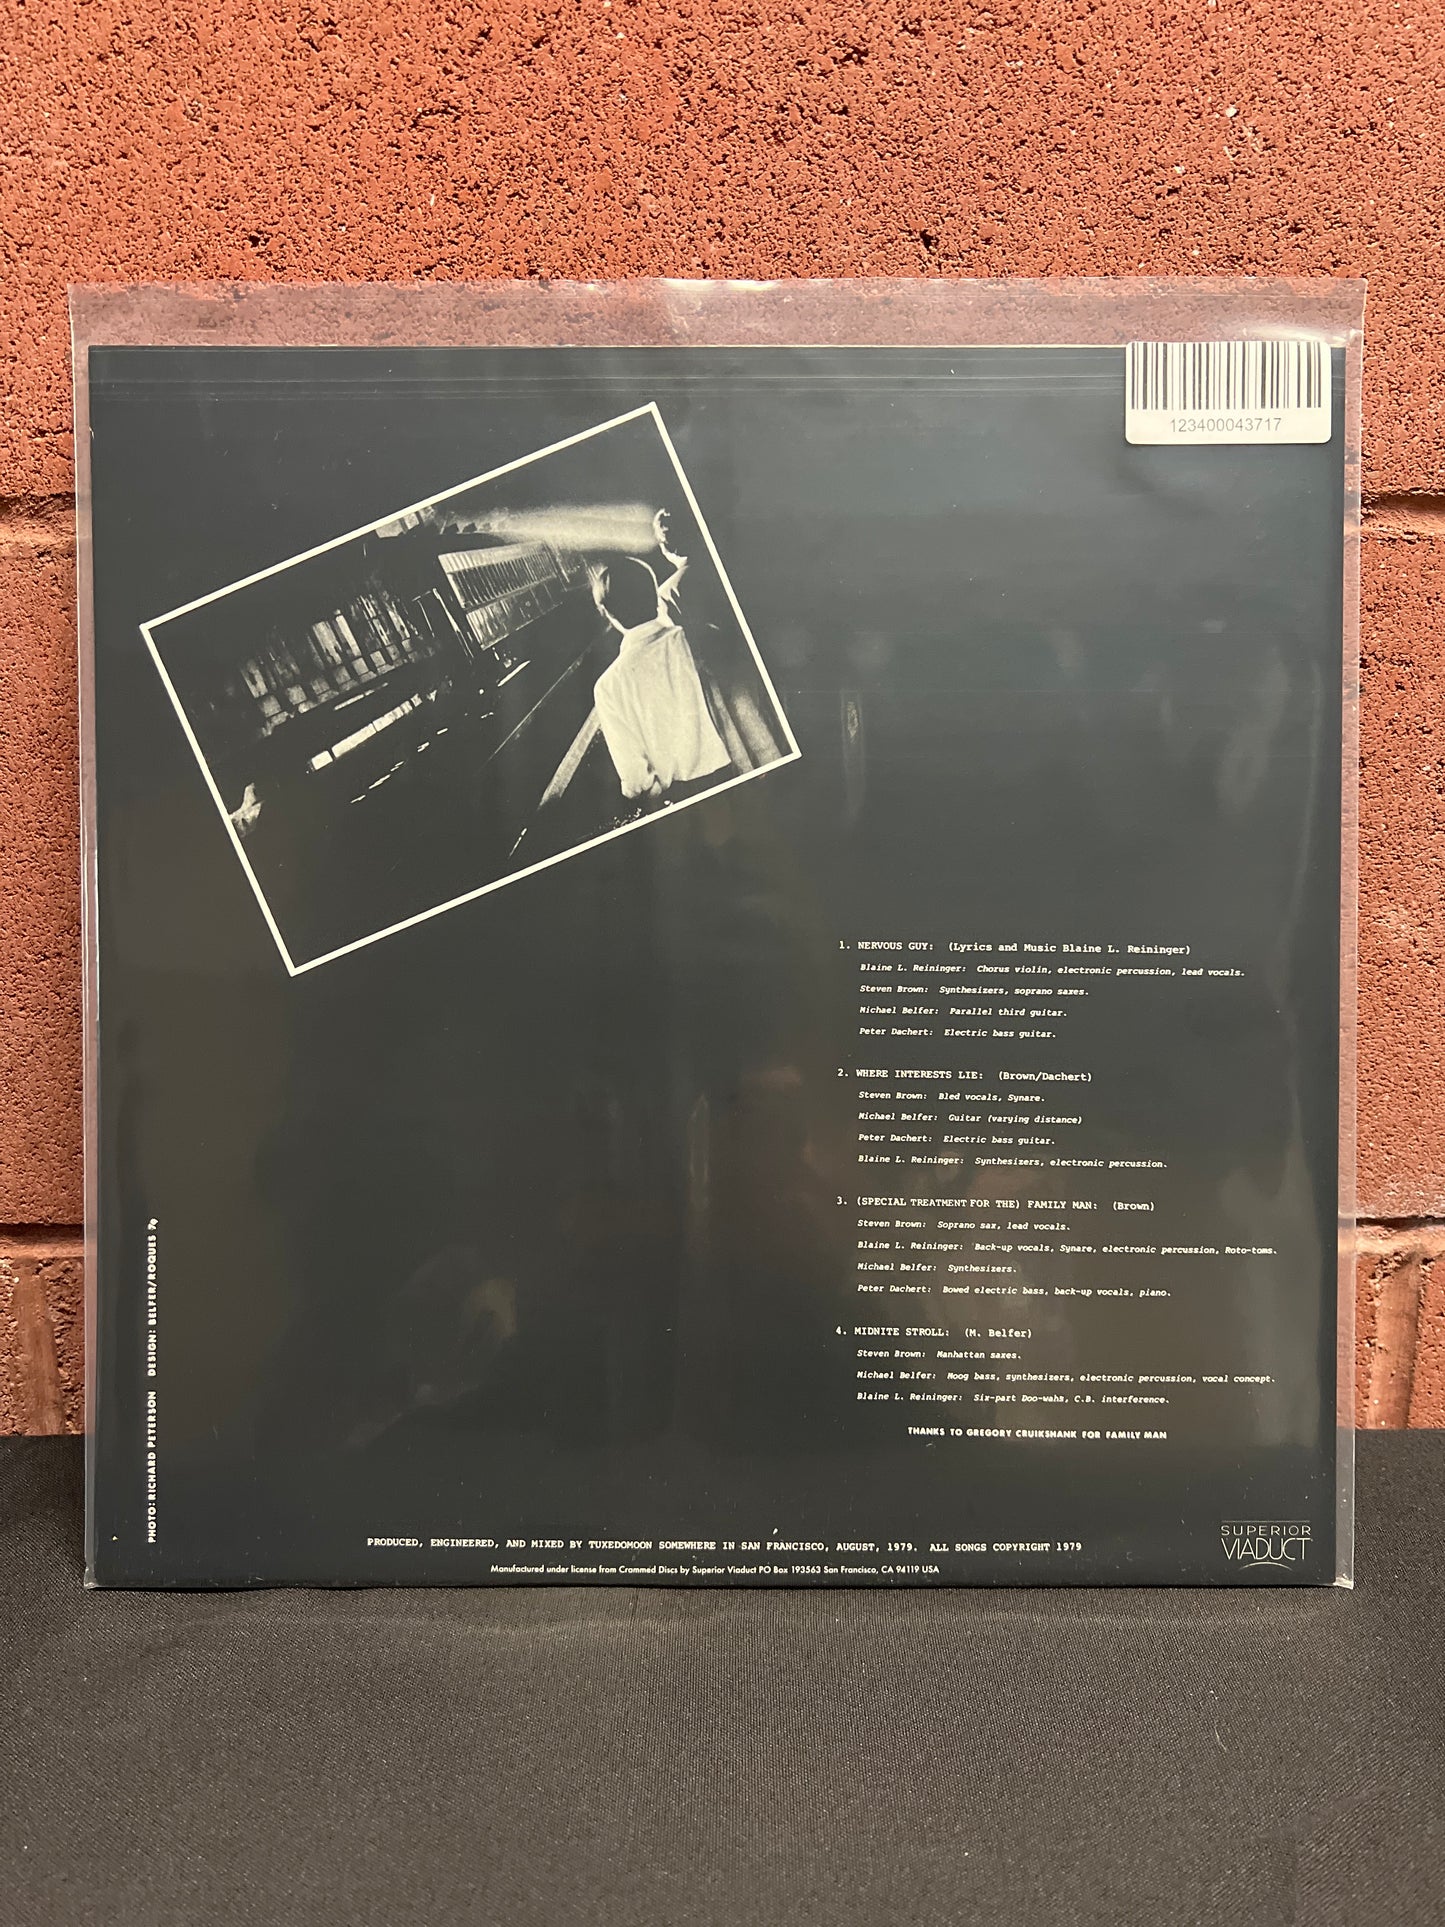 123400043717
1. NERVOUS GUY: (Lyrics and Music Blaine L. Reininger)
Blaine L. Reininger: Chorus violin, electronic percussion, lead vocals.
Steven Brown: Synthesizers, soprano saxes.
Michael Belfer: Parallel third guitar.
Peter Dachert: Electric bass guitar.
2. WHERE INTERESTS LIE: (Brown/Dachert)
Steven Brown: Bled vocals, Synare.
Michael Belfer: Guitar (varying distance)
Peter Dachert: Electric bass guitar.
Blaine L. Reininger: Synthesizers, electronic percussion.
3. (SPECIAL TREATMENT FOR THE) FAMILY MAN: (Brown)
Steven Brown: Soprano sax, lead vocals.
Blaine L. Reininger: Back-up vocals, Synare, electronic percussion, Roto-toms.
Michael Belfer: Synthesizers.
Peter Dachert: Bowed electric bass, back-up vocals, piano.
4. MIDNITE STROLL: (M. Belfer)
Steven Brown: Manhattan saxes.
Michael Belfer: Moog bass, synthesizers, electronic percussion, vocal concept.
Blaine L. Reininger: Six-part Doo-wahs, C.B. interference.
THANKS TO GREGORY CRUIKSHANK FOR FAMILY MAN
PHOTO: RICHARD PETERSON DESIGN: BELFER/ROQUES 79
PRODUCED, ENGINEERED, AND MIXED BY TUXEDOMOON SOMEWHERE IN SAN FRANCISCO, AUGUST, 1979. ALL SONGS COPYRIGHT 1979
Manufactured under license from Crammed Discs by Superior Viaduct PO Box 193563 San Francisco, CA 94119 USA
SUPERIOR
VIADUCT